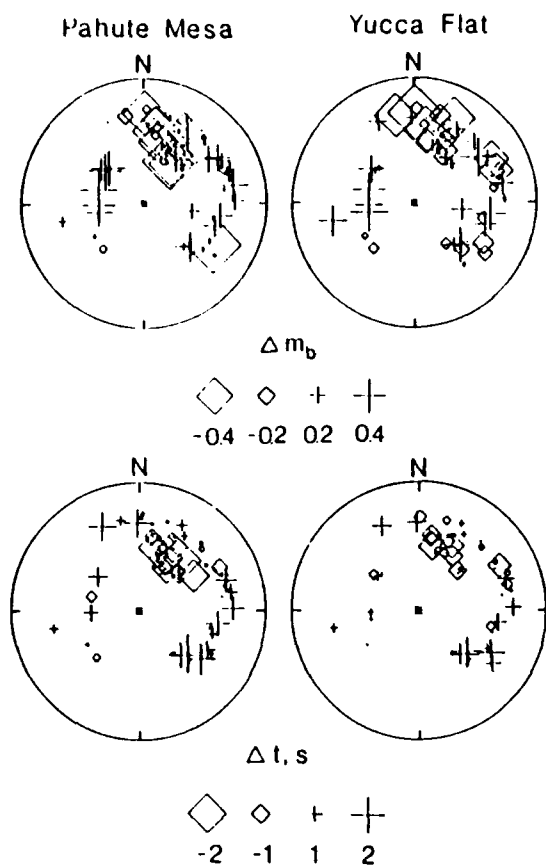 Pahute Mesa Yucca Flat
N N
Δ m_b
-0.4 -0.2 0.2 0.4
N N
Δ t, s
-2 -1 1 2